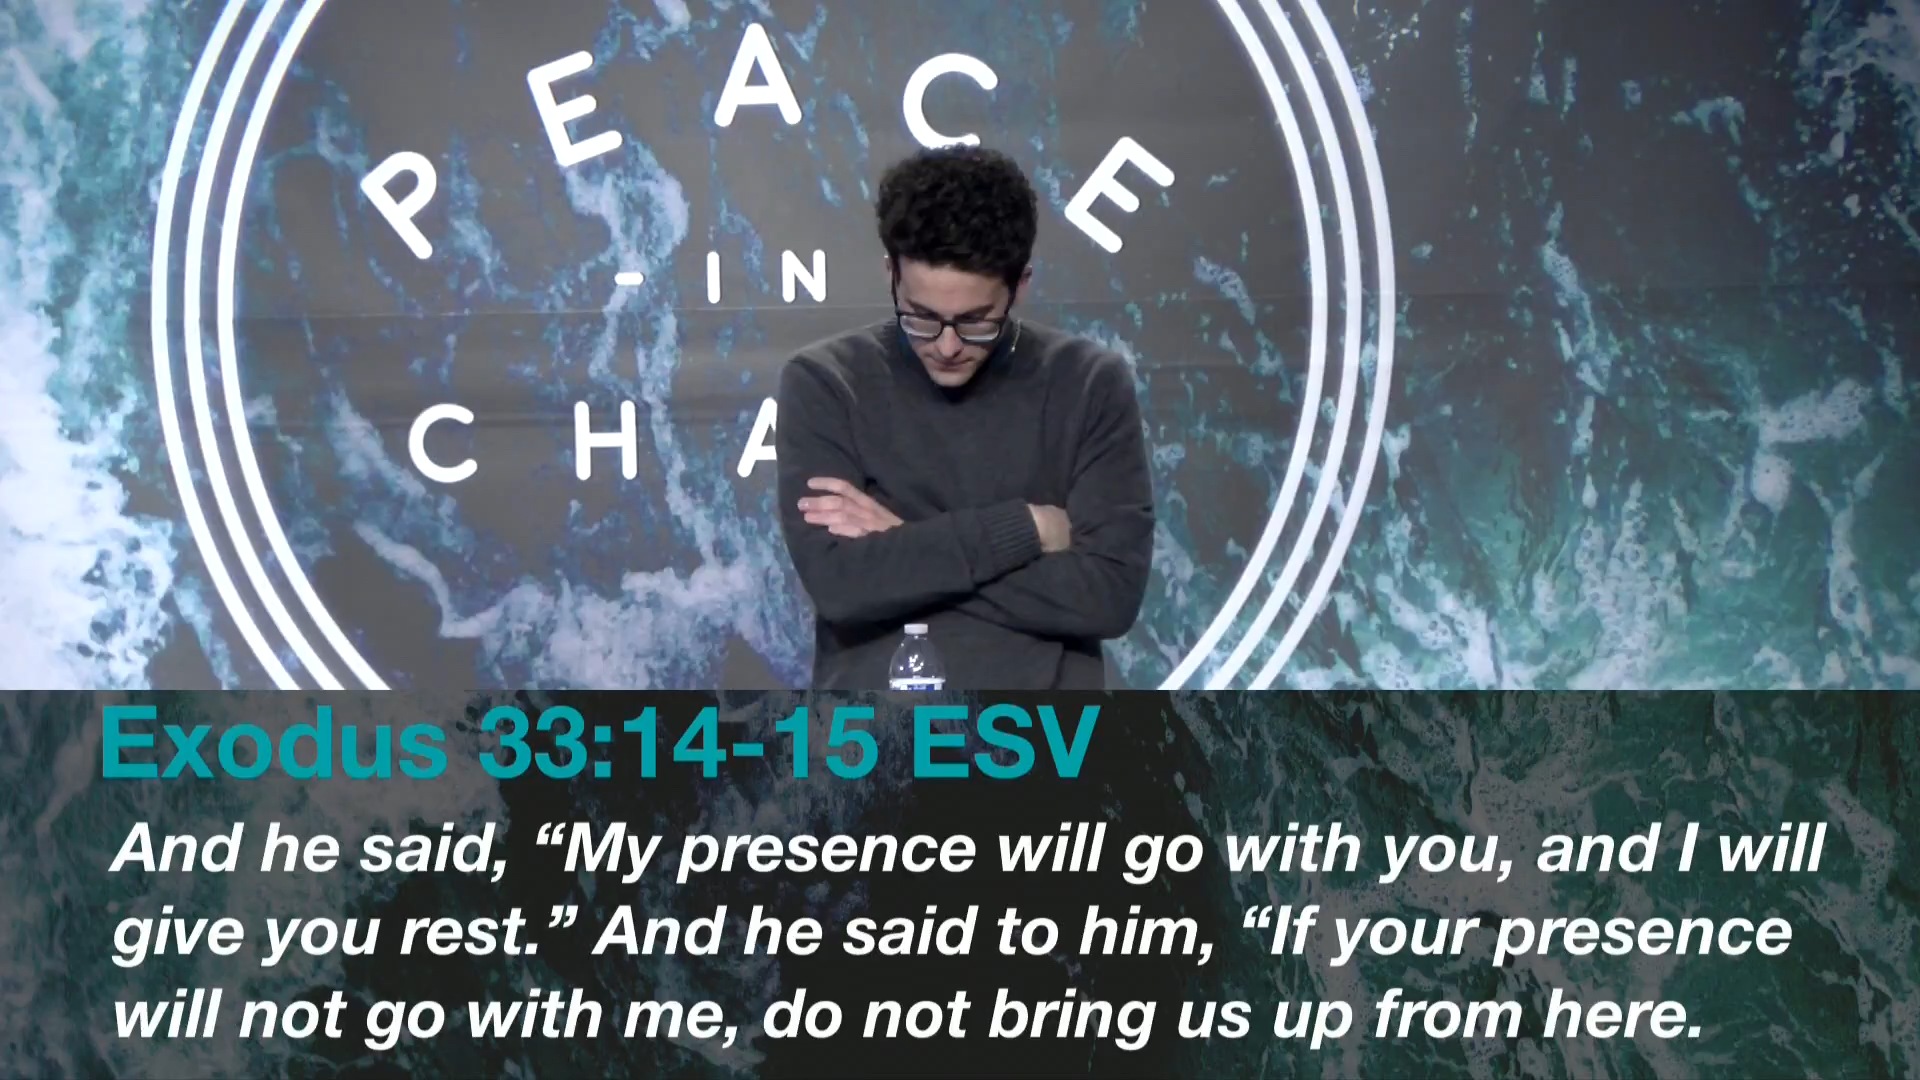 PEACE
- IN
CHA
Exodus 33:14-15 ESV
And he said, “My presence will go with you, and I will
give you rest.” And he said to him, “If your presence
will not go with me, do not bring us up from here.